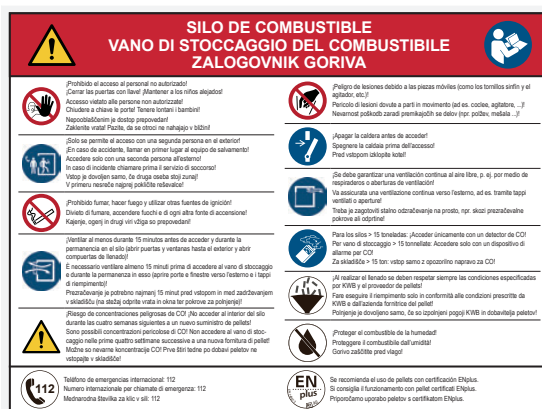 SILO DE COMBUSTIBLE
VANO DI STOCCAGGIO DEL COMBUSTIBILE
ZALOGOVNIK GORIVA
¡Prohibido el acceso al personal no autorizado!
¡Cerrar las puertas con llave! ¡Mantener a los niños alejados!
Accesso vietato alle persone non autorizzate!
Chiudere a chiave le porte! Tenere lontani i bambini!
Nepooblaščenim je dostop prepovedan!
Zaklenite vrata! Pazite, da se otroci ne nahajajo v bližini!
¡Solo se permite el acceso con una segunda persona en el exterior!
¡En caso de accidente, llamar en primer lugar al equipo de salvamento!
Accedere solo con una seconda persona all'esterno!
In caso di incidente chiamare prima il servizio di soccorso!
Vstop je dovoljen samo, če druga oseba stoji zunaj!
V primeru nesreče najprej pokličite reševalce!
¡Prohibido fumar, hacer fuego y utilizar otras fuentes de ignición!
Divieto di fumare, accendere fuochi e di ogni altra fonte di accensione!
Kajenje, ogenj in drugi viri vžiga so prepovedani!
¡Ventilar al menos durante 15 minutos antes de acceder y durante la
permanencia en el silo (abrir puertas y ventanas hasta el exterior y abrir
compuertas de llenado)!
È necessario ventilare almeno 15 minuti prima di accedere al vano di stoccaggio
e durante la permanenza in esso (aprire porte e finestre verso l'esterno e i tappi
di riempimento)!
Prezračevanje je potrebno najmanj 15 minut pred vstopom in med zadrževanjem
v skladišču (na stežaj odprite vrata in okna ter pokrove za polnjenje)!
¡Riesgo de concentraciones peligrosas de CO! ¡No acceder al interior del silo
durante las cuatro semanas siguientes a un nuevo suministro de pellets!
Sono possibili concentrazioni pericolose di CO! Non accedere al vano di stoc-
caggio nelle prime quattro settimane successive a una nuova fornitura di pellet!
Možne so nevarne koncentracije CO! Prve štiri tedne po dobavi peletov ne
vstopajte v skladišče!
112
Teléfono de emergencias internacional: 112
Numero internazionale per chiamate di emergenza: 112
Mednarodna številka za klic v sili: 112
¡Peligro de lesiones debido a las piezas móviles (como los tornillos sinfín y el
agitador, etc.)!
Pericolo di lesioni dovute a parti in movimento (ad es. coclee, agitatore, ...)!
Nevarnost poškodb zaradi premikajočih se delov (npr. polžev, mešala ...)!
¡Apagar la caldera antes de acceder!
Spegnere la caldaia prima dell'accesso!
Pred vstopom izklopite kotel!
¡Se debe garantizar una ventilación continua al aire libre, p. ej. por medio de
respiraderos o aberturas de ventilación!
Va assicurata una ventilazione continua verso l'esterno, ad es. tramite tappi
ventilati o aperture!
Treba je zagotoviti stalno odzračevanje na prosto, npr. skozi prezračevalne
pokrove ali odprtine!
Para los silos > 15 toneladas: ¡Acceder únicamente con un detector de CO!
Per vano di stoccaggio > 15 tonnellate: Accedere solo con un dispositivo di
allarme per CO!
Za skladišče > 15 ton: vstop samo z opozorilno napravo za CO!
¡Al realizar el llenado se deben respetar siempre las condiciones especificadas
por KWB y el proveedor de pellets!
Fare eseguire il riempimento solo in conformità alle condizioni prescritte da
KWB e dall'azienda fornitrice del pellet!
Polnjenje je dovoljeno samo, če so izpolnjeni pogoji KWB in dobavitelja peletov!
¡Proteger el combustible de la humedad!
Proteggere il combustibile dall'umidità!
Gorivo zaščitite pred vlago!
EN
plus
Se recomienda el uso de pellets con certificación ENplus.
Si consiglia il funzionamento con pellet certificati ENplus.
Priporočamo uporabo peletov s certifikatom ENplus.